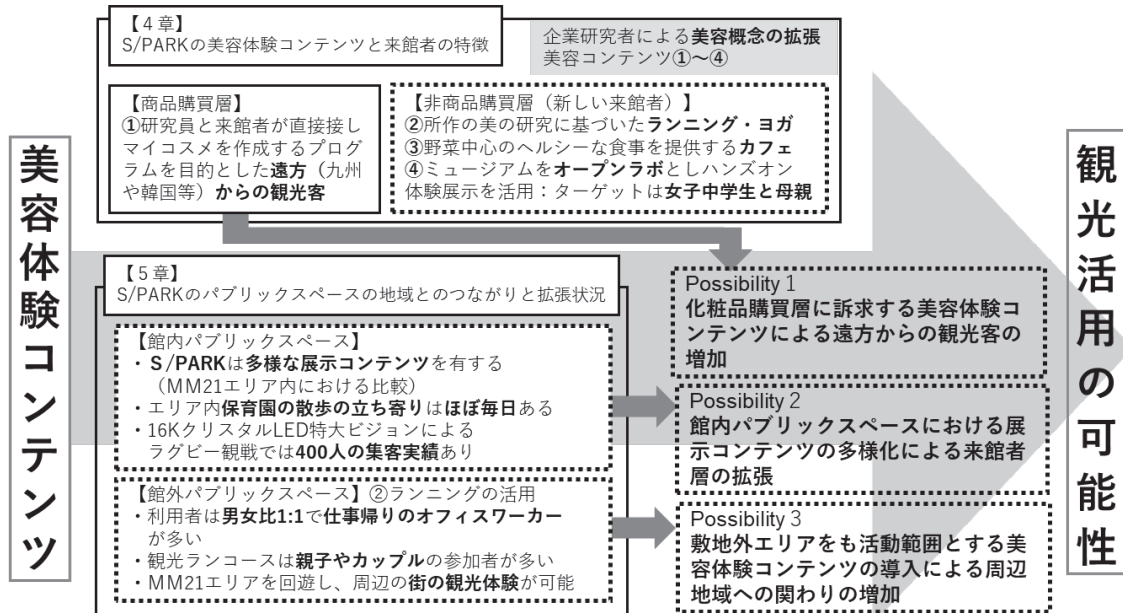 【4章】
S/PARKの美容体験コンテンツと来館者の特徴
企業研究者による美容概念の拡張
美容コンテンツ①～④
【商品購買層】
①研究員と来館者が直接接し
マイコスメを作成するプログ
ラムを目的とした遠方（九州
や韓国等）からの観光客
【非商品購買層（新しい来館者）】
②所作の美の研究に基づいたランニング・ヨガ
③野菜中心のヘルシーな食事を提供するカフェ
④ミュージアムをオープンラボとしハンズオン
体験展示を活用：ターゲットは女子中学生と母親
美容体験コンテンツ
【5章】
S/PARKのパブリックスペースの地域とのつながりと拡張状況
【館内パブリックスペース】
・S/PARKは多様な展示コンテンツを有する
（MM21エリア内における比較）
・エリア内保育園の散歩の立ち寄りはほぼ毎日ある
・16KクリスタルLED特大ビジョンによる
ラグビー観戦では400人の集客実績あり
【館外パブリックスペース】②ランニングの活用
・利用者は男女比1:1で仕事帰りのオフィスワーカー
が多い
・観光ランコースは親子やカップルの参加者が多い
・MM21エリアを回遊し、周辺の街の観光体験が可能
Possibility 1
化粧品購買層に訴求する美容体験コ
ンテンツによる遠方からの観光客の
増加
Possibility 2
館内パブリックスペースにおける展
示コンテンツの多様化による来館者
層の拡張
Possibility 3
敷地外エリアをも活動範囲とする美
容体験コンテンツの導入による周辺
地域への関わりの増加
観光活用の可能性